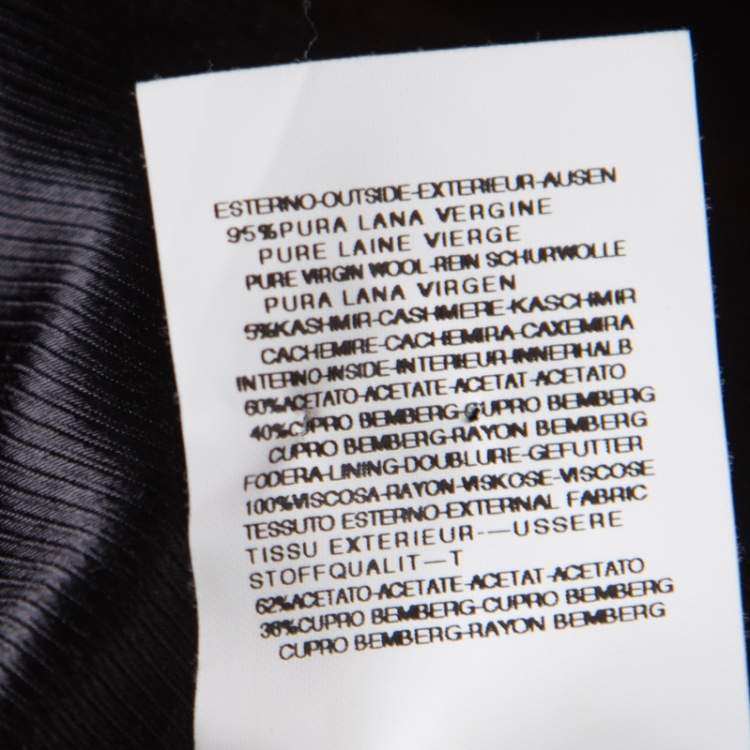 ESTERNO-OUTSIDE-EXTERIEUR-AUSEN
95%PURA LANA VERGINE
PURE LAINE VIERGE
PURE VIRGIN WOOL-REIN SCHURWOLLE
PURA LANA VIRGEN
5%KASHMIR-CASHMERE-KASCHMIR
CACHEMIRE-CACHEMIRA-CAXEMIRA
INTERNO-INSIDE-INTERIEUR-INNERHALB
60%ACETATO-ACETATE-ACETAT-ACETATO
40%CUPRO BEMBERG-CUPRO BEMBERG
CUPRO BEMBERG-RAYON BEMBERG
FODERA-LINING-DOUBLURE-GEFUTTER
100%VISCOSA-RAYON-VISKOSE-VISCOSE
TESSUTO ESTERNO-EXTERNAL FABRIC
TISSU EXTERIEUR-—USSERE
STOFFQUALIT—T
62%ACETATO-ACETATE-ACETAT-ACETATO
38%CUPRO BEMBERG-CUPRO BEMBERG
CUPRO BEMBERG-RAYON BEMBERG